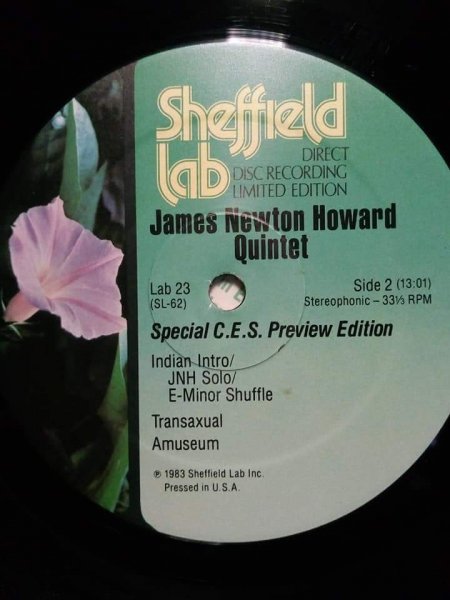 Sheffield
lab
DIRECT
DISC RECORDING
LIMITED EDITION
James Newton Howard
Quintet
Lab 23
(SL-62)
Side 2 (13:01)
Stereophonic – 33⅓ RPM
Special C.E.S. Preview Edition
Indian Intro/
JNH Solo/
E-Minor Shuffle
Transaxual
Amuseum
℗ 1983 Sheffield Lab Inc.
Pressed in U.S.A.